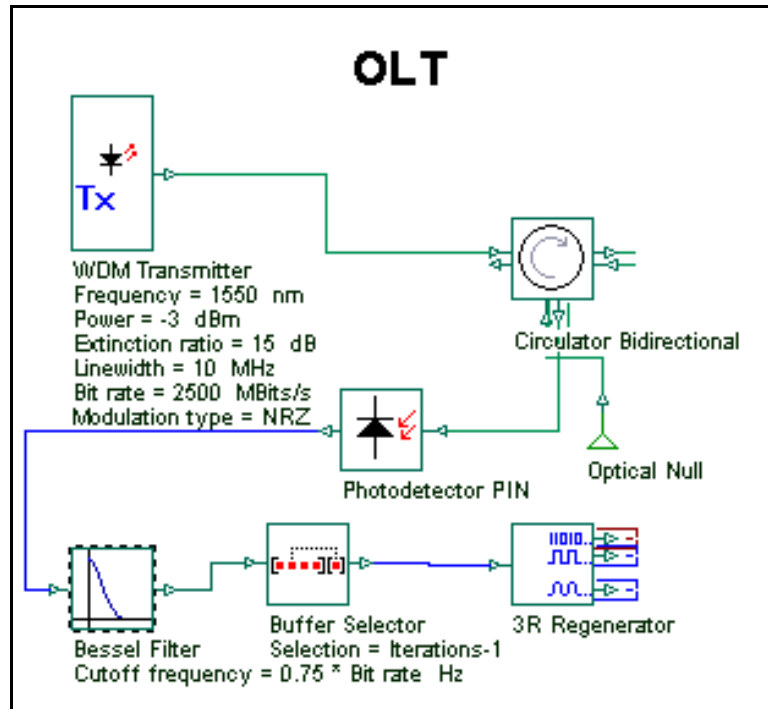 OLT
Tx
WDM Transmitter
Frequency = 1550 nm
Power = -3 dBm
Extinction ratio = 15 dB
Linewidth = 10 MHz
Bit rate = 2500 MBits/s
Modulation type = NRZ
Circulator Bidirectional
Photodetector PIN
Optical Null
Bessel Filter
Cutoff frequency = 0.75 * Bit rate Hz
Buffer Selector
Selection = Iterations-1
3R Regenerator